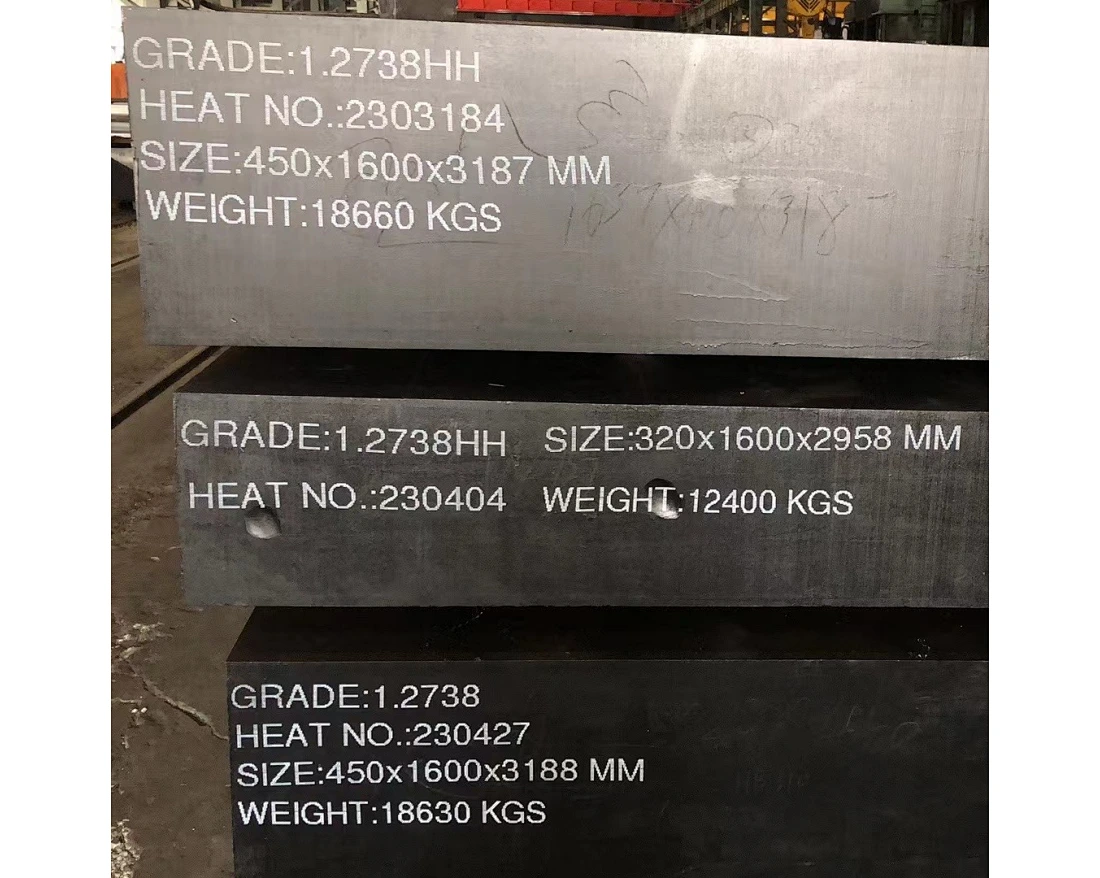 GRADE:1.2738HH
HEAT NO.:2303184
SIZE:450x1600x3187 MM
WEIGHT:18660 KGS
GRADE:1.2738HH SIZE:320x1600x2958 MM
HEAT NO.:230404 WEIGHT:12400 KGS
GRADE:1.2738
HEAT NO.:230427
SIZE:450x1600x3188 MM
WEIGHT:18630 KGS